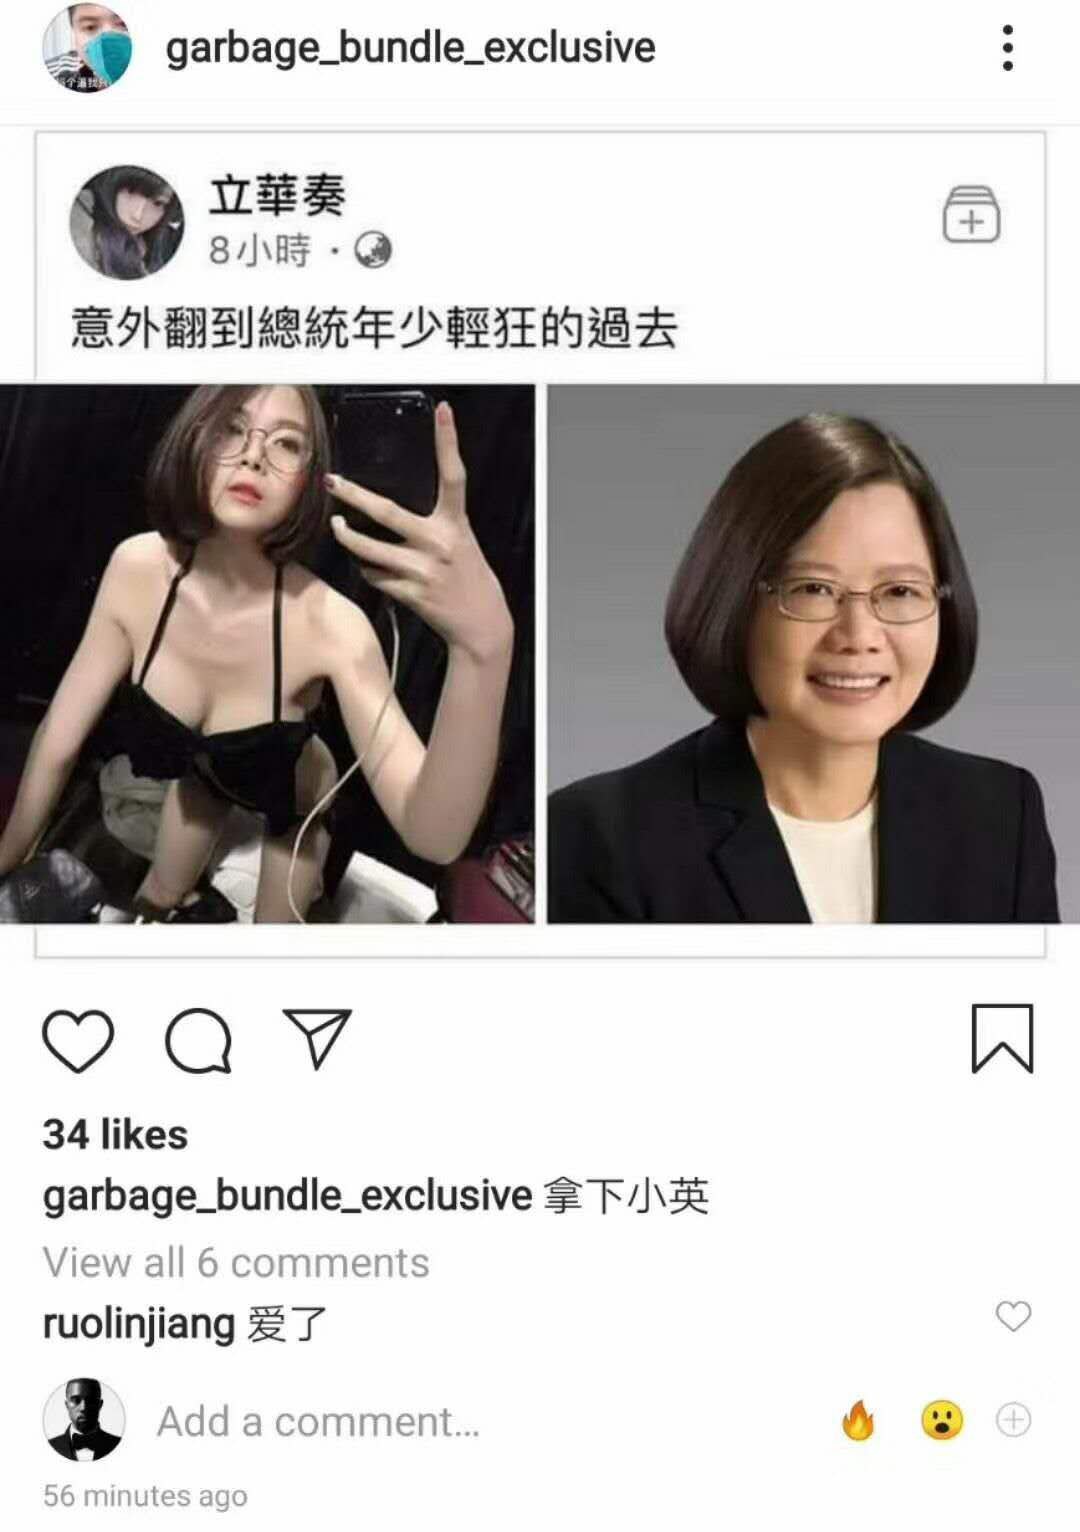 garbage_bundle_exclusive
立華奏
8小時 ·
意外翻到總統年少輕狂的過去
34 likes
garbage_bundle_exclusive 拿下小英
View all 6 comments
ruolinjiang 爱了
Add a comment...
56 minutes ago